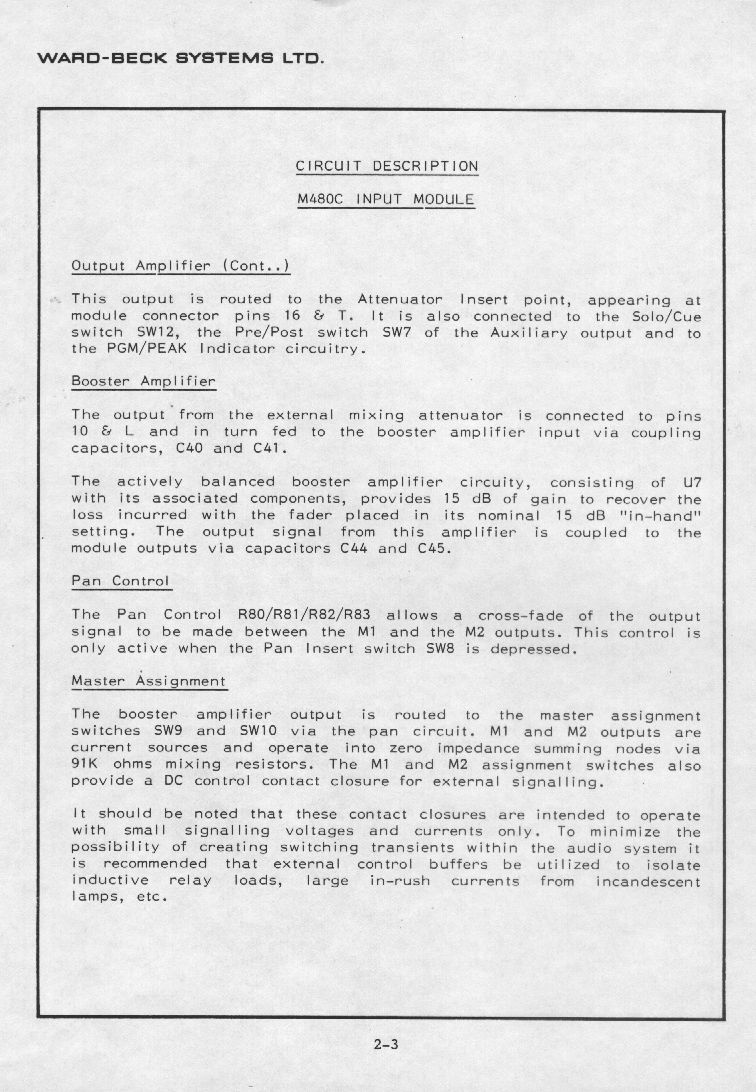 WARD-BECK SYSTEMS LTD.
CIRCUIT DESCRIPTION
M480C INPUT MODULE
Output Amplifier (Cont..)
This output is routed to the Attenuator Insert point, appearing at
module connector pins 16 & T. It is also connected to the Solo/Cue
switch SW12, the Pre/Post switch SW7 of the Auxiliary output and to
the PGM/PEAK Indicator circuitry.
Booster Amplifier
The output from the external mixing attenuator is connected to pins
10 & L and in turn fed to the booster amplifier input via coupling
capacitors, C40 and C41.
The actively balanced booster amplifier circuity, consisting of U7
with its associated components, provides 15 dB of gain to recover the
loss incurred with the fader placed in its nominal 15 dB "in-hand"
setting. The output signal from this amplifier is coupled to the
module outputs via capacitors C44 and C45.
Pan Control
The Pan Control R80/R81/R82/R83 allows a cross-fade of the output
signal to be made between the M1 and the M2 outputs. This control is
only active when the Pan Insert switch SW8 is depressed.
Master Assignment
The booster amplifier output is routed to the master assignment
switches SW9 and SW10 via the pan circuit. M1 and M2 outputs are
current sources and operate into zero impedance summing nodes via
91K ohms mixing resistors. The M1 and M2 assignment switches also
provide a DC control contact closure for external signalling.
It should be noted that these contact closures are intended to operate
with small signalling voltages and currents only. To minimize the
possibility of creating switching transients within the audio system it
is recommended that external control buffers be utilized to isolate
inductive relay loads, large in-rush currents from incandescent
lamps, etc.
2-3